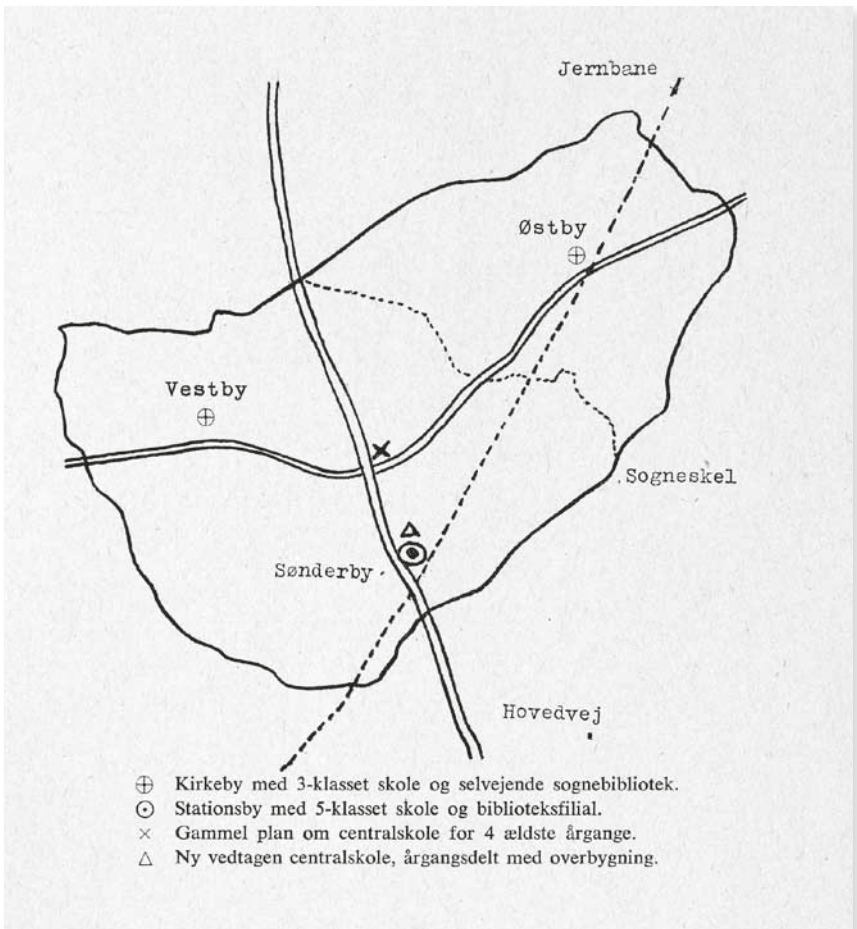 Jernbane
Østby
Vestby
Sogneskel
Sønderby
Hovedvej
Kirkeby med 3-klasset skole og selvejende sognebibliotek.
Stationsby med 5-klasset skole og biblioteksfilial.
Gammel plan om centralskole for 4 ældste årgange.
Ny vedtagen centralskole, årgangsdelt med overbygning.